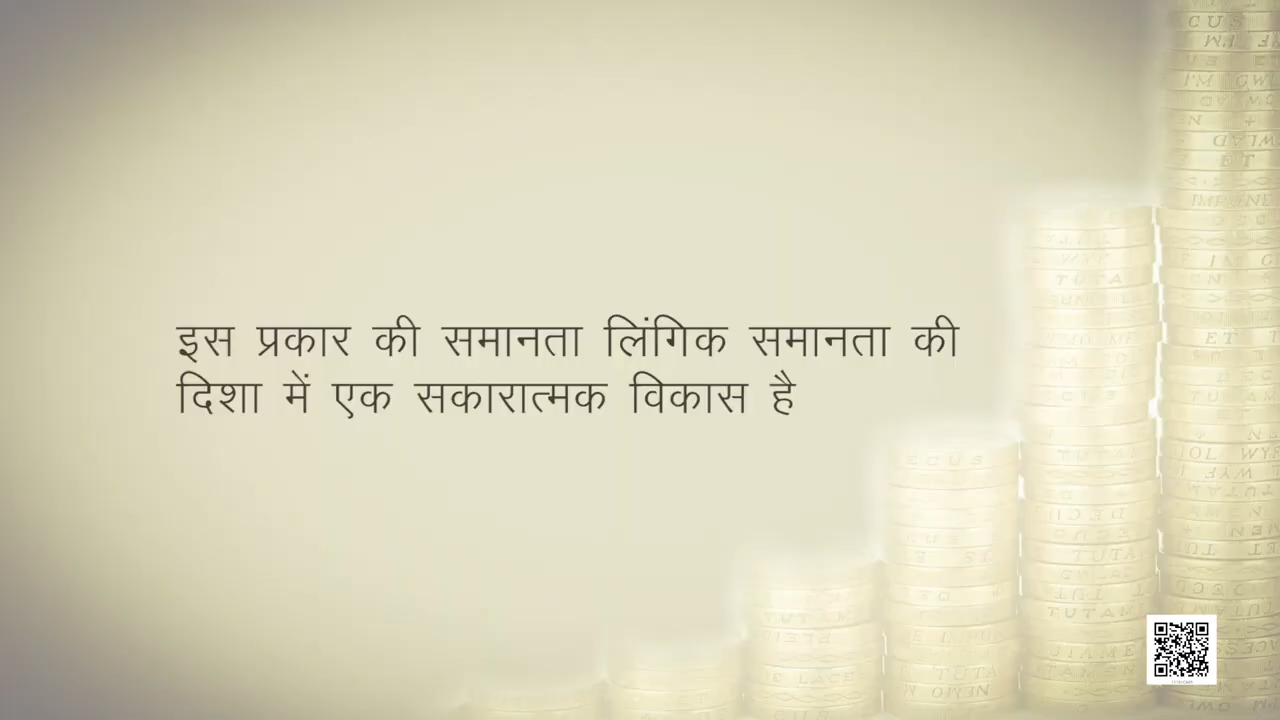 इस प्रकार की समानता लिंगिक समानता की
दिशा में एक सकारात्मक विकास है